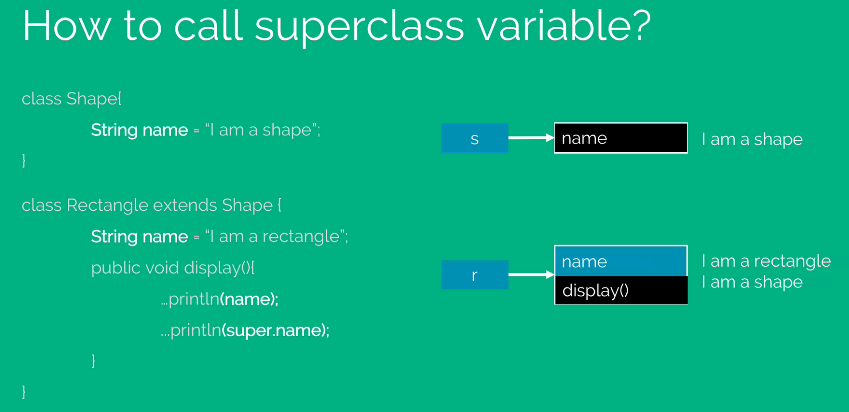 How to call superclass variable?
class Shape{
String name = “I am a shape”;
}
class Rectangle extends Shape {
String name = “I am a rectangle”;
public void display(){
…println(name);
...println(super.name);
}
}
s
name
I am a shape
r
name
display()
I am a rectangle
I am a shape